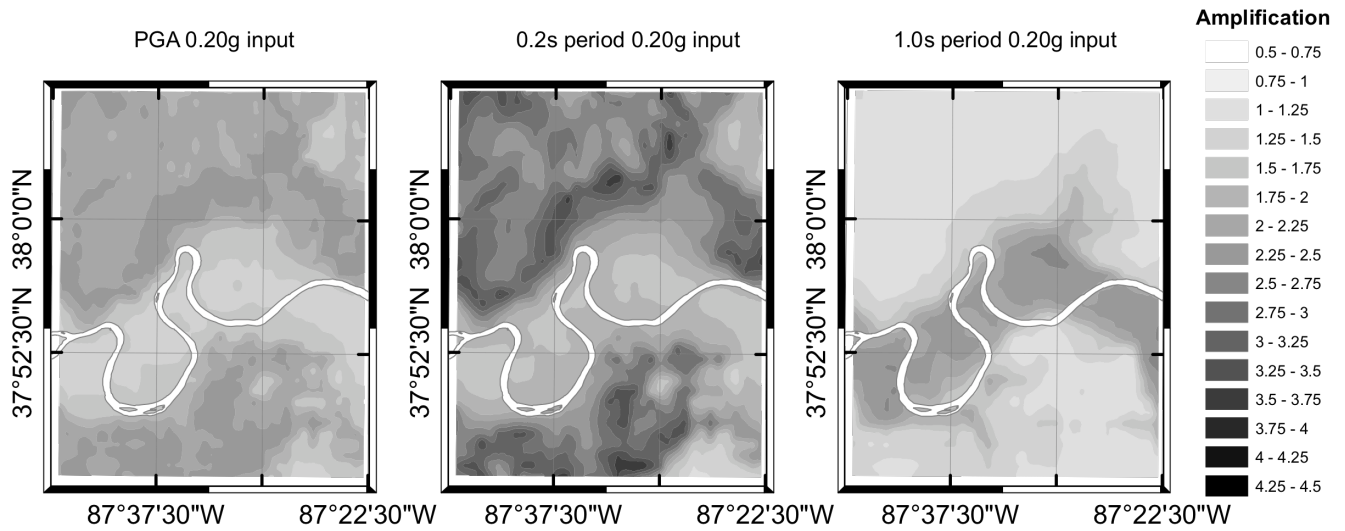 Amplification
PGA 0.20g input
0.2s period 0.20g input
1.0s period 0.20g input
0.5 - 0.75
0.75 - 1
1 - 1.25
1.25 - 1.5
1.5 - 1.75
1.75 - 2
2 - 2.25
2.25 - 2.5
2.5 - 2.75
2.75 - 3
3 - 3.25
3.25 - 3.5
3.5 - 3.75
3.75 - 4
4 - 4.25
4.25 - 4.5
38°0'0"N
37°52'30"N
38°0'0"N
37°52'30"N
38°0'0"N
37°52'30"N
87°37'30"W
87°22'30"W
87°37'30"W
87°22'30"W
87°37'30"W
87°22'30"W